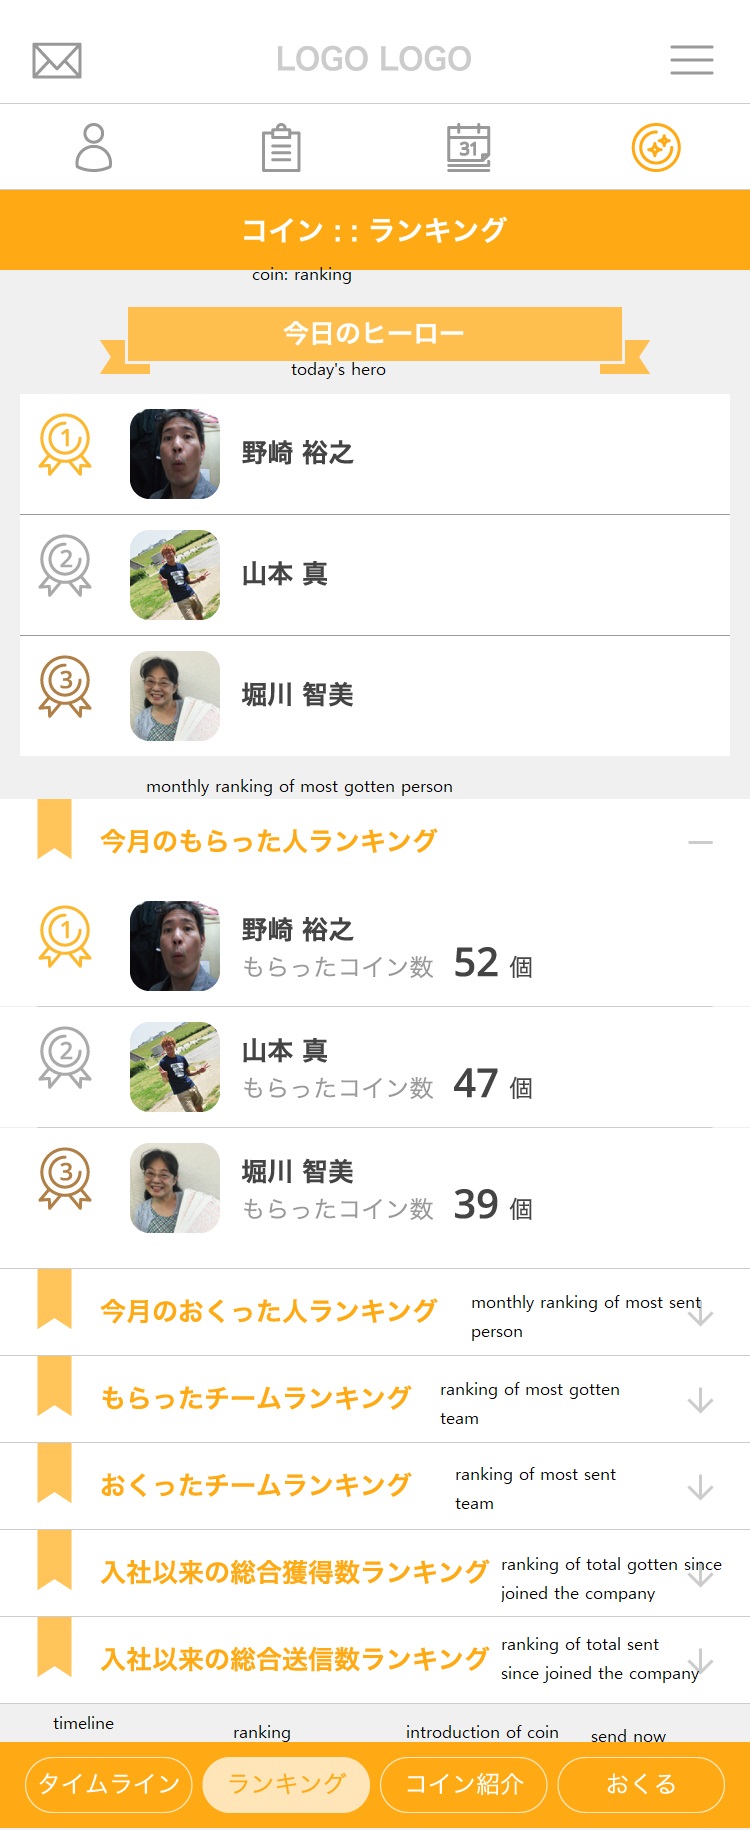 LOGO LOGO
31
コイン : : ランキング
coin: ranking
今日のヒーロー
today's hero
1
野崎 裕之
2
山本 真
3
堀川 智美
monthly ranking of most gotten person
今月のもらった人ランキング
1
野崎 裕之
もらったコイン数 52 個
2
山本 真
もらったコイン数 47 個
3
堀川 智美
もらったコイン数 39 個
今月のおくった人ランキング
monthly ranking of most sent
person
もらったチームランキング
ranking of most gotten
team
おくったチームランキング
ranking of most sent
team
入社以来の総合獲得数ランキング
ranking of total gotten since
joined the company
入社以来の総合送信数ランキング
ranking of total sent
since joined the company
timeline
ranking
introduction of coin
send now
タイムライン
ランキング
コイン紹介
おくる